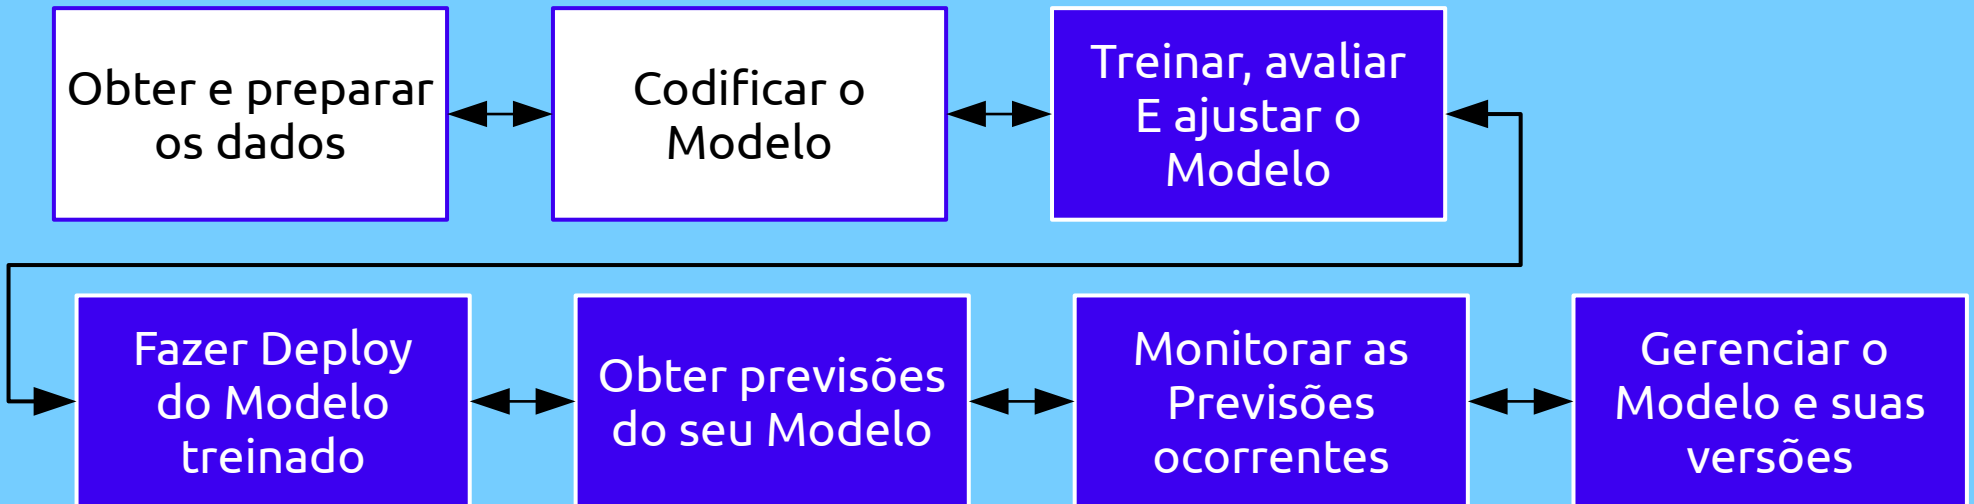 Obter e preparar
os dados
Codificar o
Modelo
Treinar, avaliar
E ajustar o
Modelo
Fazer Deploy
do Modelo
treinado
Obter previsões
do seu Modelo
Monitorar as
Previsões
ocorrentes
Gerenciar o
Modelo e suas
versões